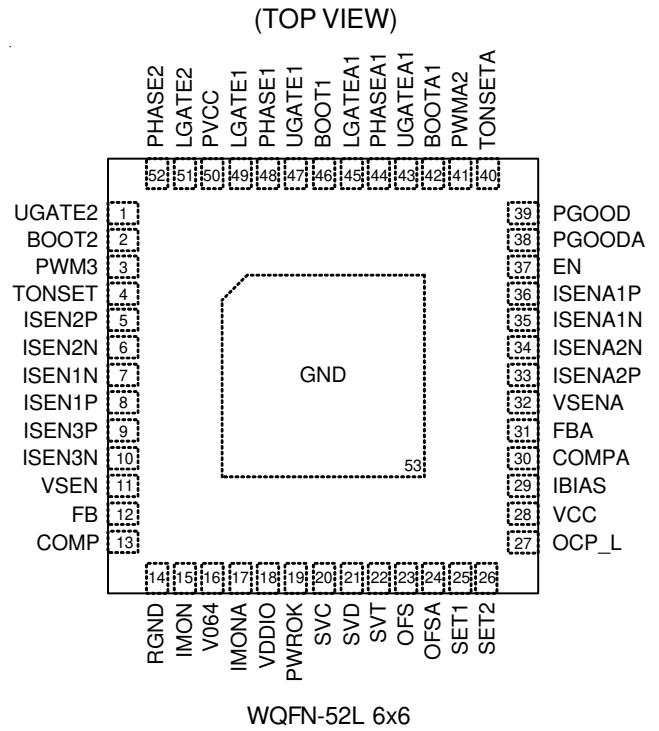 (TOP VIEW)
PHASE2
LGATE2
PVCC
LGATE1
PHASE1
UGATE1
BOOT1
LGATEA1
PHASEA1
UGATEA1
BOOTA1
PWMA2
TONSETA
52 51 50 49 48 47 46 45 44 43 42 41 40
UGATE2 1
BOOT2 2
PWM3 3
TONSET 4
ISEN2P 5
ISEN2N 6
ISEN1N 7
ISEN1P 8
ISEN3P 9
ISEN3N 10
VSEN 11
FB 12
COMP 13
GND
53
39 PGOOD
38 PGOODA
37 EN
36 ISENA1P
35 ISENA1N
34 ISENA2N
33 ISENA2P
32 VSENA
31 FBA
30 COMPA
29 IBIAS
28 VCC
27 OCP_L
14 15 16 17 18 19 20 21 22 23 24 25 26
RGND
IMON
V064
IMONA
VDDIO
PWROK
SVC
SVD
SVT
OFS
OFSA
SET1
SET2
WQFN-52L 6x6